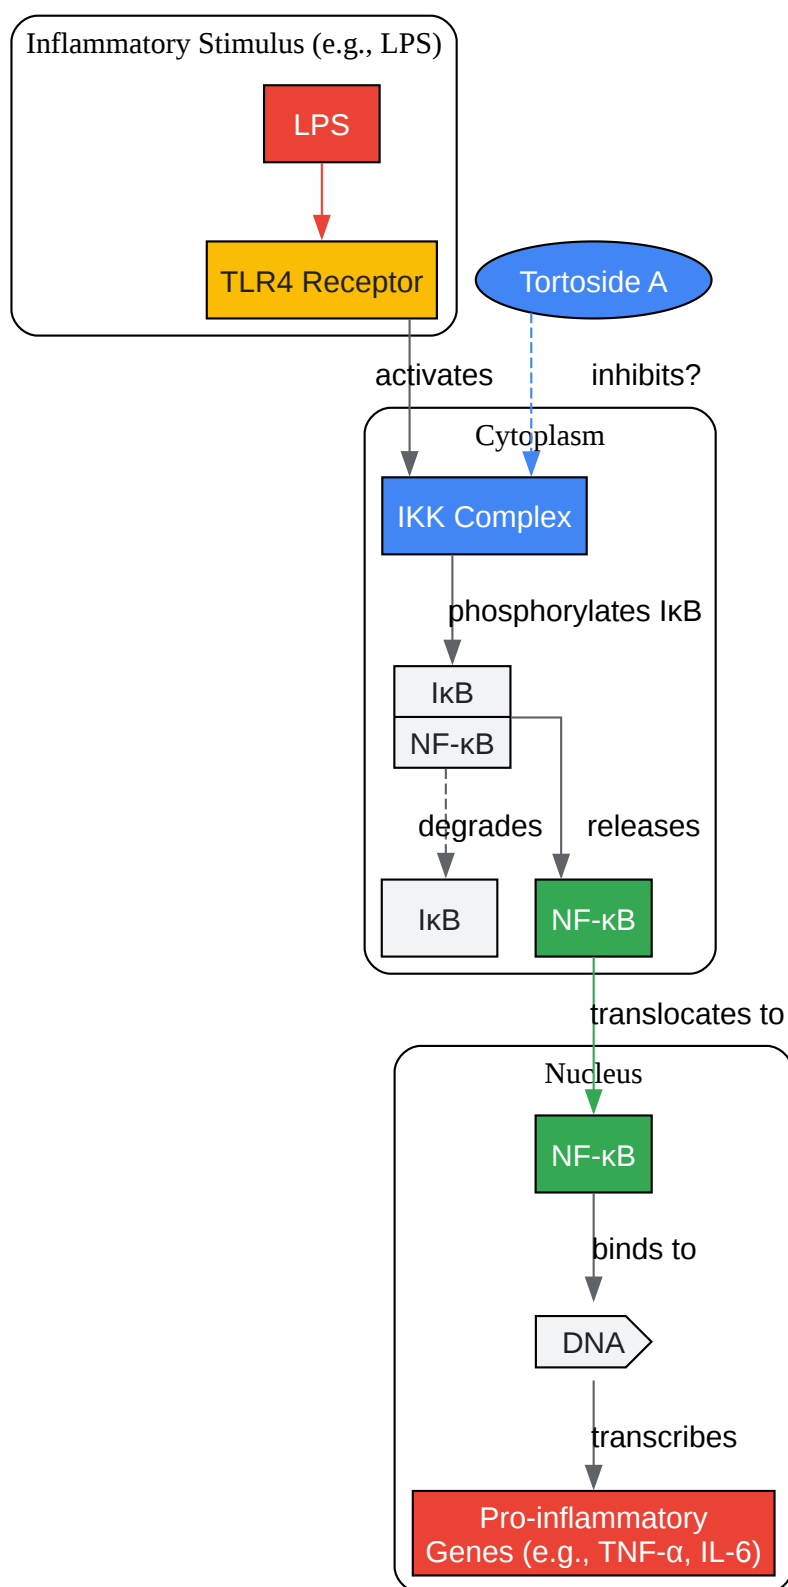 Inflammatory Stimulus (e.g., LPS)
LPS
TLR4 Receptor
Tortoside A
activates
inhibits?
Cytoplasm
IKK Complex
phosphorylates IκB
IκB
NF-κB
degrades
releases
IκB
NF-κB
translocates to
Nucleus
NF-κB
binds to
DNA
transcribes
Pro-inflammatory
Genes (e.g., TNF-α, IL-6)